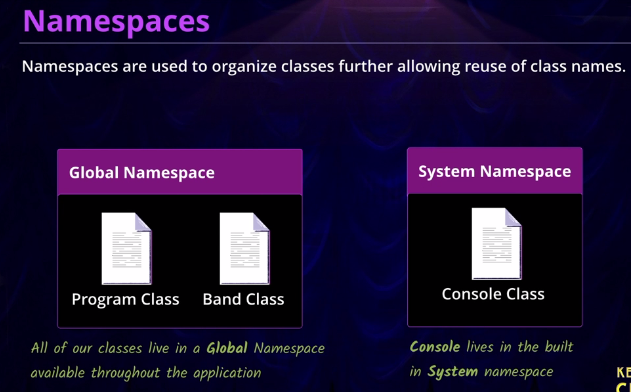 Namespaces
Namespaces are used to organize classes further allowing reuse of class names.
Global Namespace
Program Class
Band Class
All of our classes live in a Global Namespace
available throughout the application
System Namespace
Console Class
Console lives in the built
in System namespace